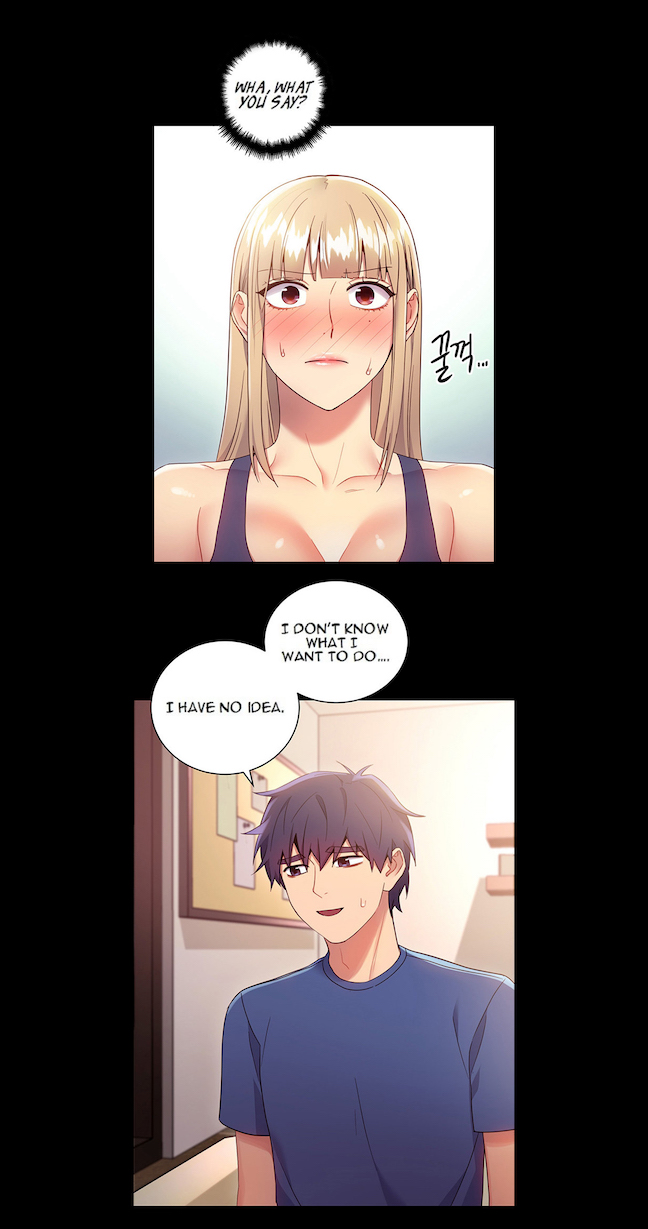 WHA, WHAT
YOU SAY?
꿀꺽...
I DON'T KNOW
WHAT I
WANT TO DO....
I HAVE NO IDEA.